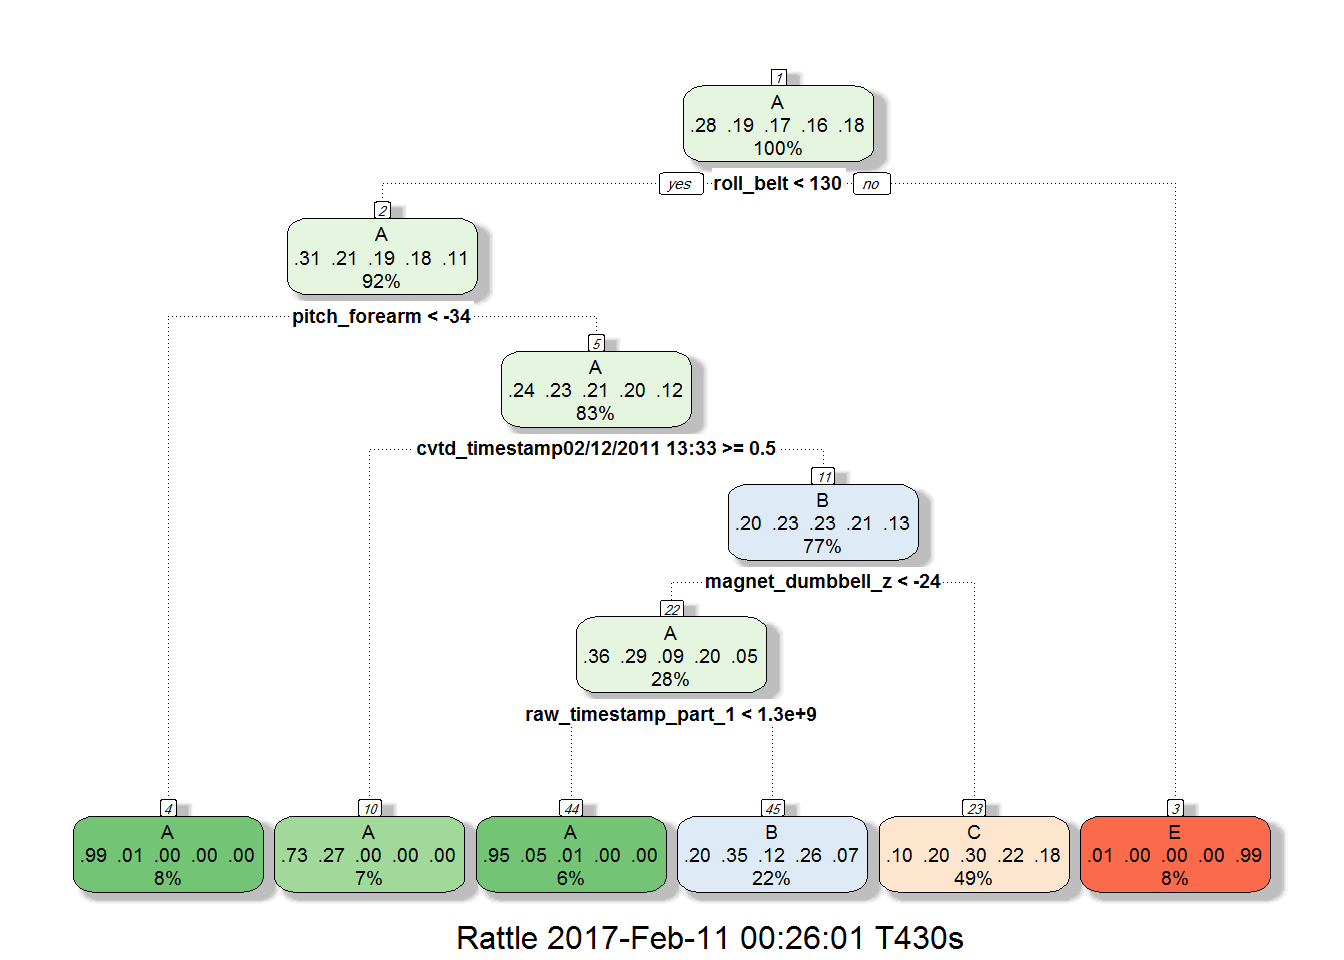 1
A
.28 .19 .17 .16 .18
100%
yes roll_belt < 130 no
2
A
.31 .21 .19 .18 .11
92%
pitch_forearm < -34
5
A
.24 .23 .21 .20 .12
83%
cvtd_timestamp02/12/2011 13:33 >= 0.5
11
B
.20 .23 .23 .21 .13
77%
magnet_dumbbell_z < -24
22
A
.36 .29 .09 .20 .05
28%
raw_timestamp_part_1 < 1.3e+9
4
A
.99 .01 .00 .00 .00
8%
10
A
.73 .27 .00 .00 .00
7%
44
A
.95 .05 .01 .00 .00
6%
45
B
.20 .35 .12 .26 .07
22%
23
C
.10 .20 .30 .22 .18
49%
3
E
.01 .00 .00 .00 .99
8%
Rattle 2017-Feb-11 00:26:01 T430s